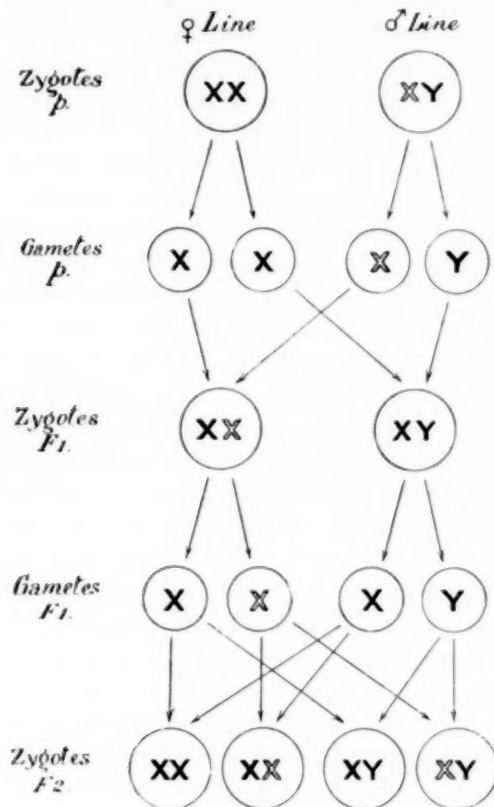 ♀ Line ♂ Line
Zygotes
p.
XX XY
Gametes
p.
X X X Y
Zygotes
F1.
XX XY
Gametes
F1.
X X X Y
Zygotes
F2.
XX XX XY XY